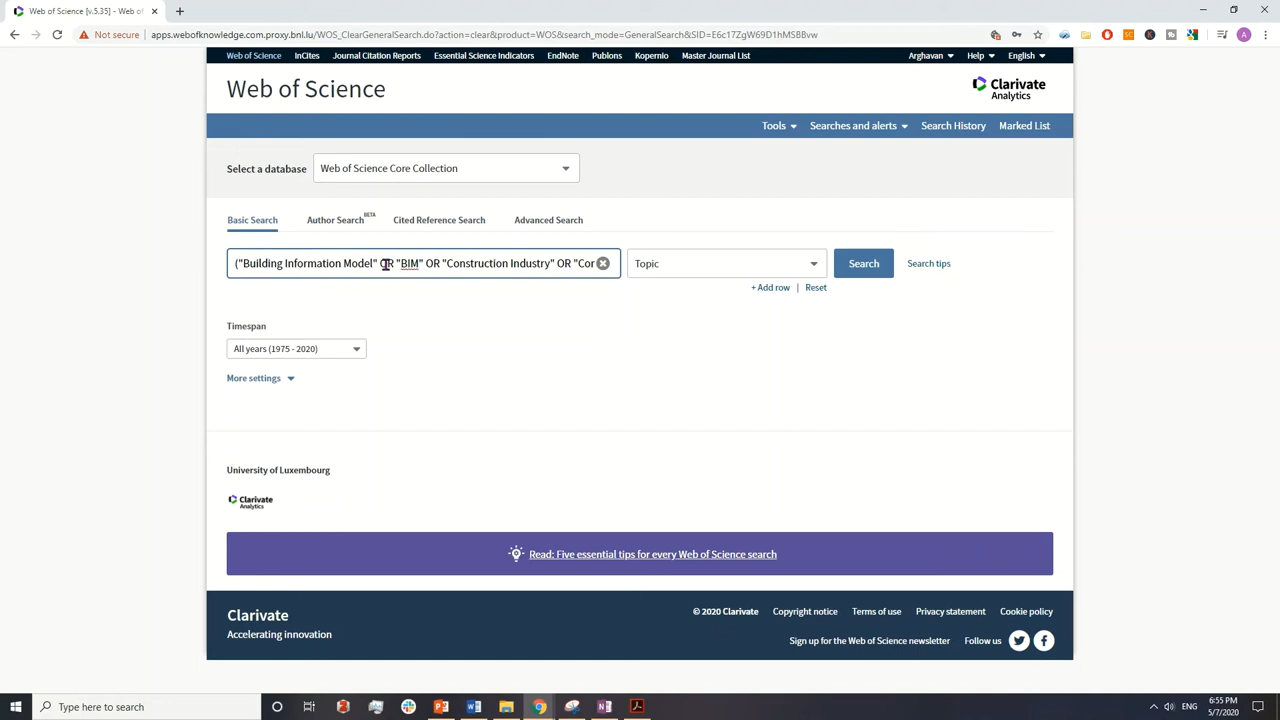 Web of Science [v.5.35] - Web of
Not secure | apps.webofknowledge.com.proxy.bnl.lu/WOS_ClearGeneralSearch.do?action=clear&product=WOS&search_mode=GeneralSearch&SID=E6c17ZgW69D1hMSBBvw
Web of Science InCites Journal Citation Reports Essential Science Indicators EndNote Publons Kopernio Master Journal List Arghavan Help English
Web of Science
Clarivate
Analytics
Tools Searches and alerts Search History Marked List
Select a database Web of Science Core Collection
Basic Search Author Search BETA Cited Reference Search Advanced Search
("Building Information Model" OR "BIM" OR "Construction Industry" OR "Cor Topic Search Search tips
+ Add row | Reset
Timespan
All years (1975 - 2020)
More settings
University of Luxembourg
Clarivate
Analytics
Read: Five essential tips for every Web of Science search
Clarivate
Accelerating innovation
© 2020 Clarivate Copyright notice Terms of use Privacy statement Cookie policy
Sign up for the Web of Science newsletter Follow us
Type here to search
ENG
6:55 PM
5/7/2020